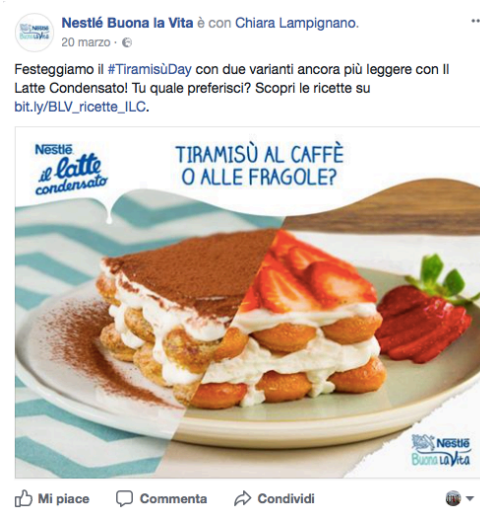 Nestlé Buona la Vita è con Chiara Lampignano.
20 marzo ·
Festeggiamo il #TiramisùDay con due varianti ancora più leggere con Il
Latte Condensato! Tu quale preferisci? Scopri le ricette su
bit.ly/BLV_ricette_ILC.
Nestlé
il latte
condensato
TIRAMISÙ AL CAFFÈ
O ALLE FRAGOLE?
Nestlé
Buona la Vita
Mi piace Commenta Condividi